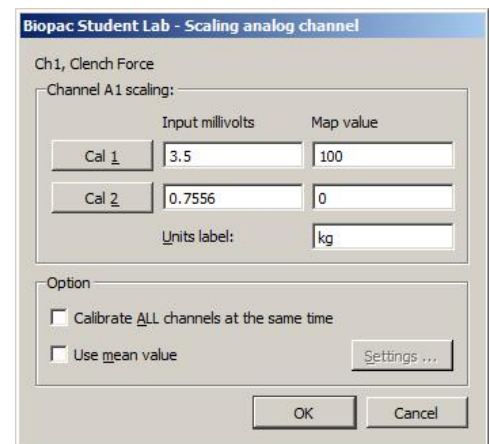 Biopac Student Lab - Scaling analog channel
Ch1, Clench Force
Channel A1 scaling:
Input millivolts Map value
Cal 1 3.5 100
Cal 2 0.7556 0
Units label: kg
Option
Calibrate ALL channels at the same time
Use mean value Settings ...
OK Cancel